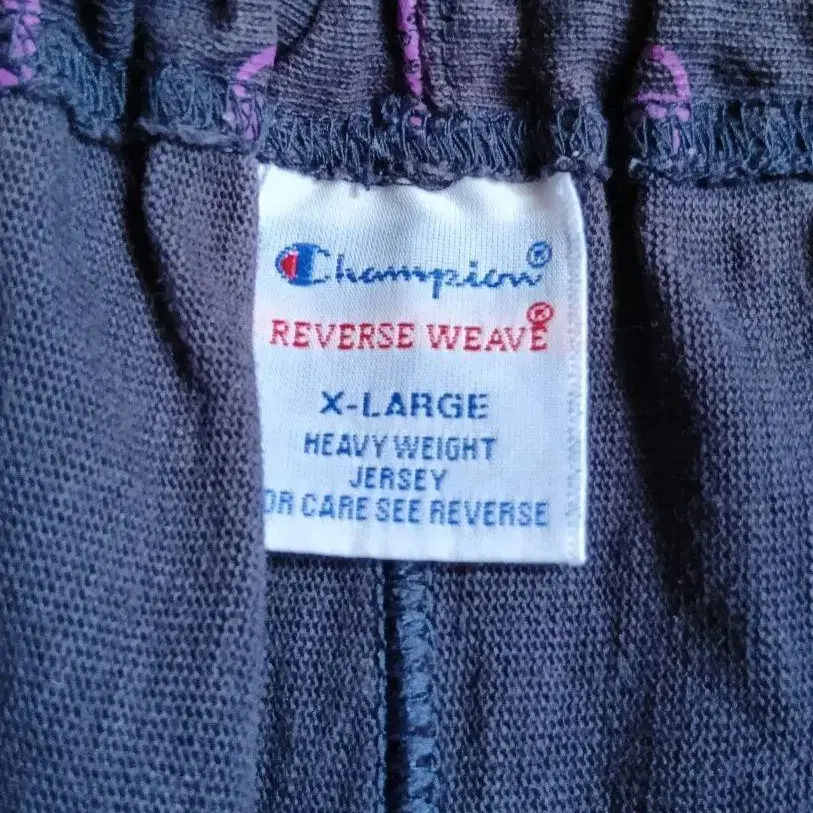 Champion®
REVERSE WEAVE®
X-LARGE
HEAVY WEIGHT
JERSEY
OR CARE SEE REVERSE